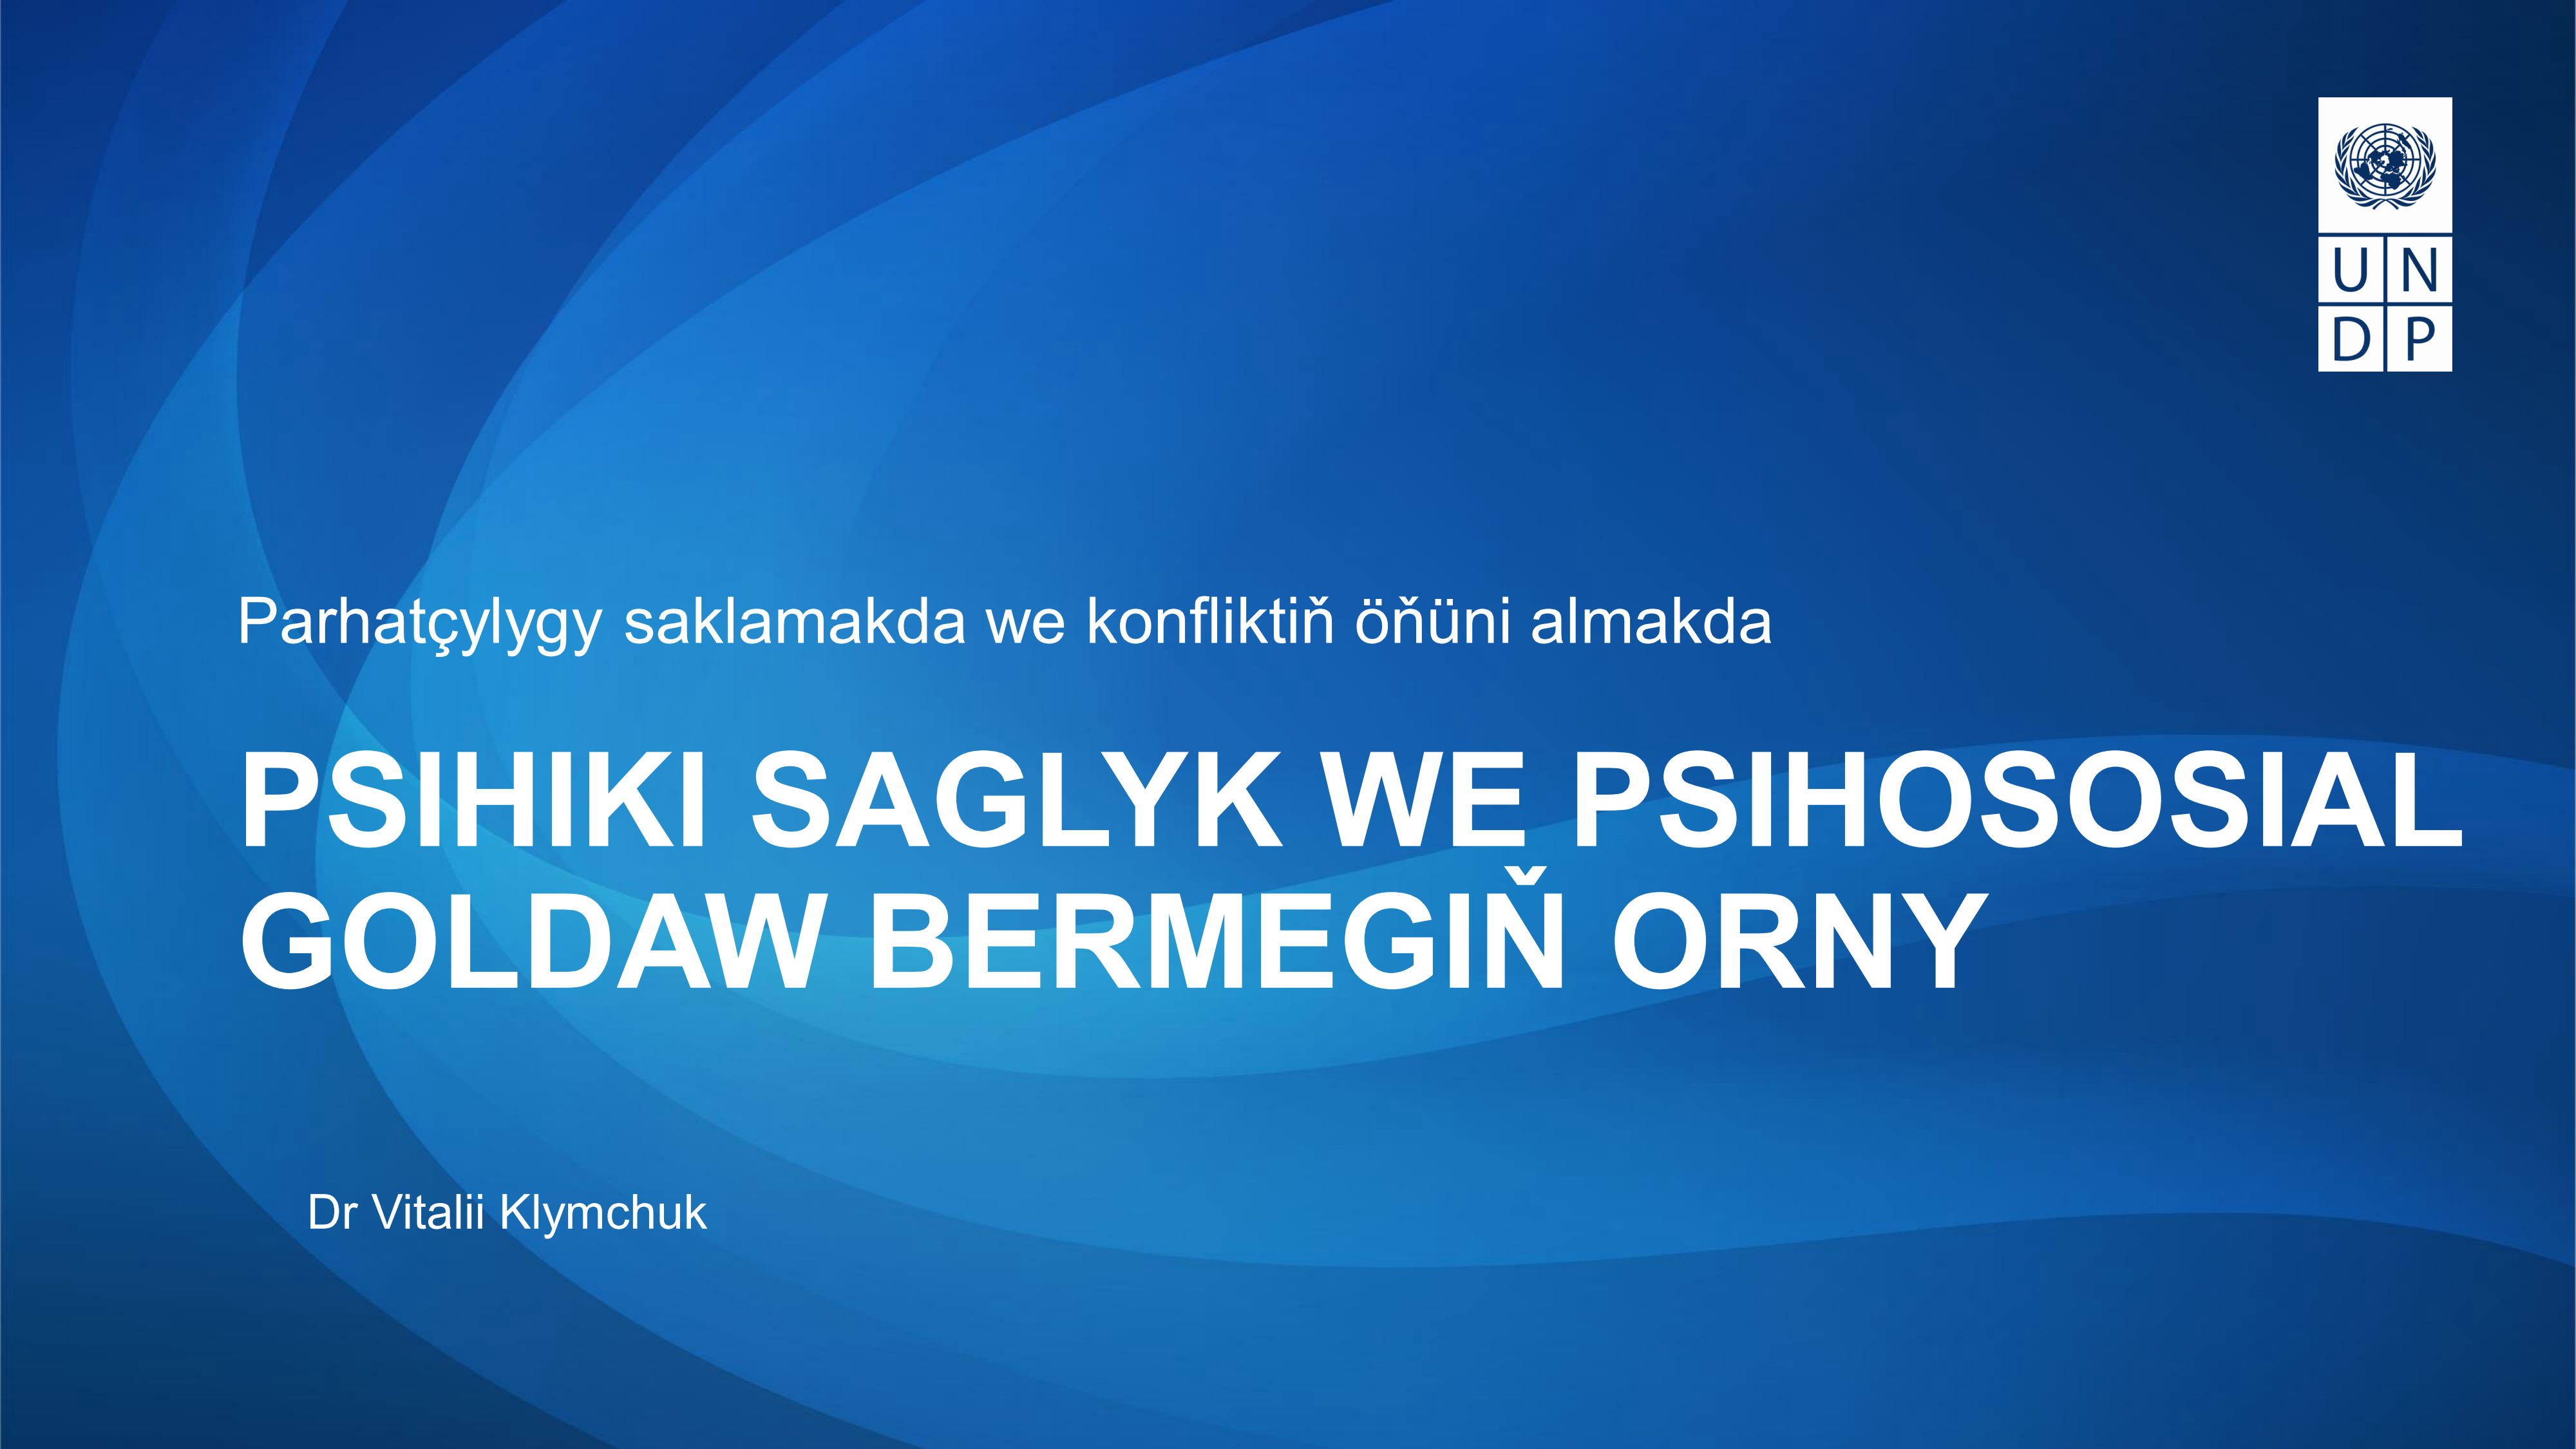 U N
D P
Parhatçylygy saklamakda we konfliktiň öňüni almakda
PSIHIKI SAGLYK WE PSIHOSOSIAL
GOLDAW BERMEGIŇ ORNY
Dr Vitalii Klymchuk